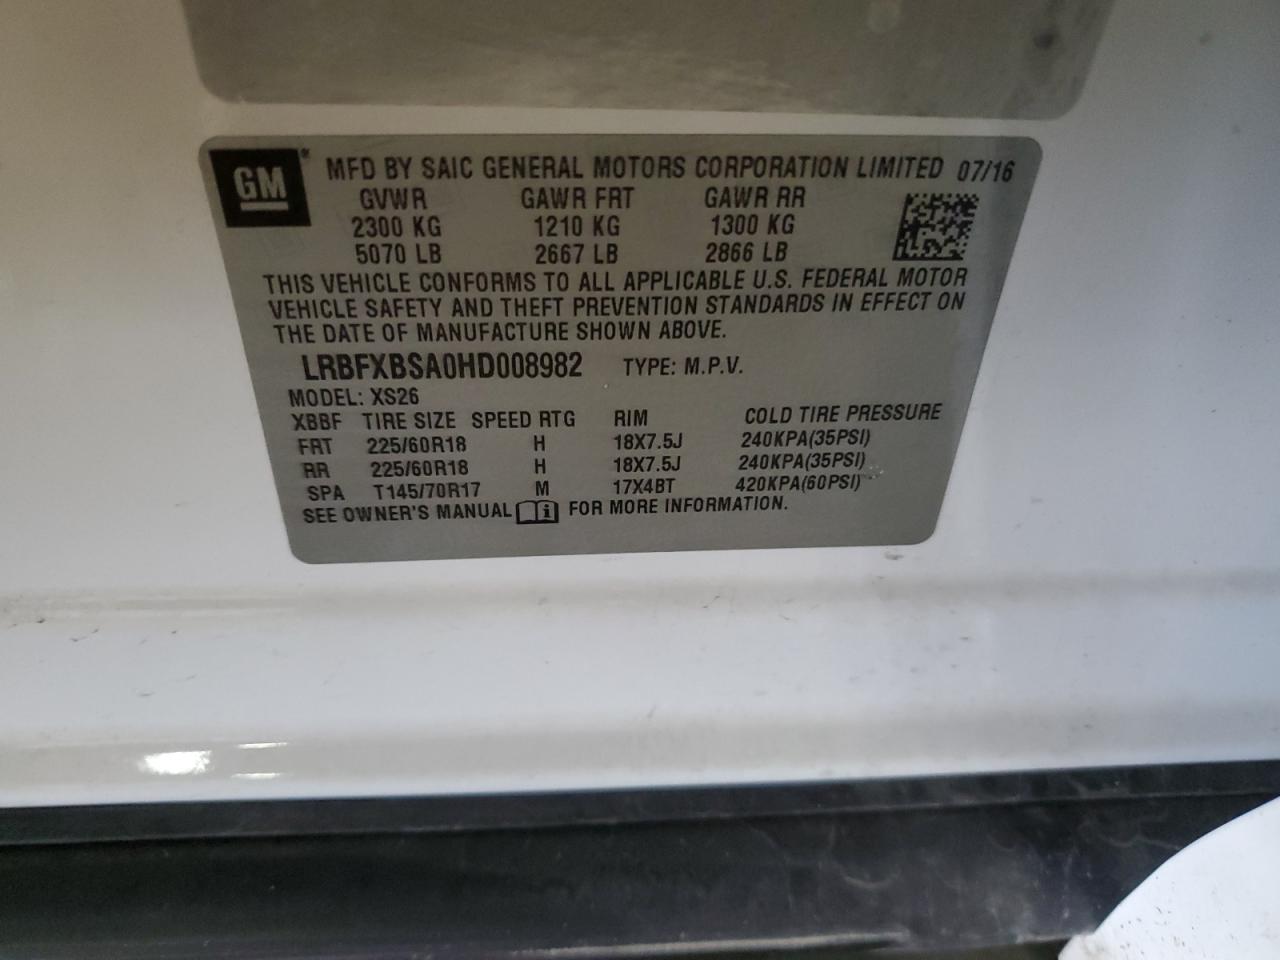 GM® MFD BY SAIC GENERAL MOTORS CORPORATION LIMITED 07/16
GVWR GAWR FRT GAWR RR
2300 KG 1210 KG 1300 KG
5070 LB 2667 LB 2866 LB
THIS VEHICLE CONFORMS TO ALL APPLICABLE U.S. FEDERAL MOTOR
VEHICLE SAFETY AND THEFT PREVENTION STANDARDS IN EFFECT ON
THE DATE OF MANUFACTURE SHOWN ABOVE.
LRBFXBSA0HD008982 TYPE: M.P.V.
MODEL: XS26
XBBF TIRE SIZE SPEED RTG RIM COLD TIRE PRESSURE
FRT 225/60R18 H 18X7.5J 240KPA(35PSI)
RR 225/60R18 H 18X7.5J 240KPA(35PSI)
SPA T145/70R17 M 17X4BT 420KPA(60PSI)
SEE OWNER'S MANUAL i FOR MORE INFORMATION.